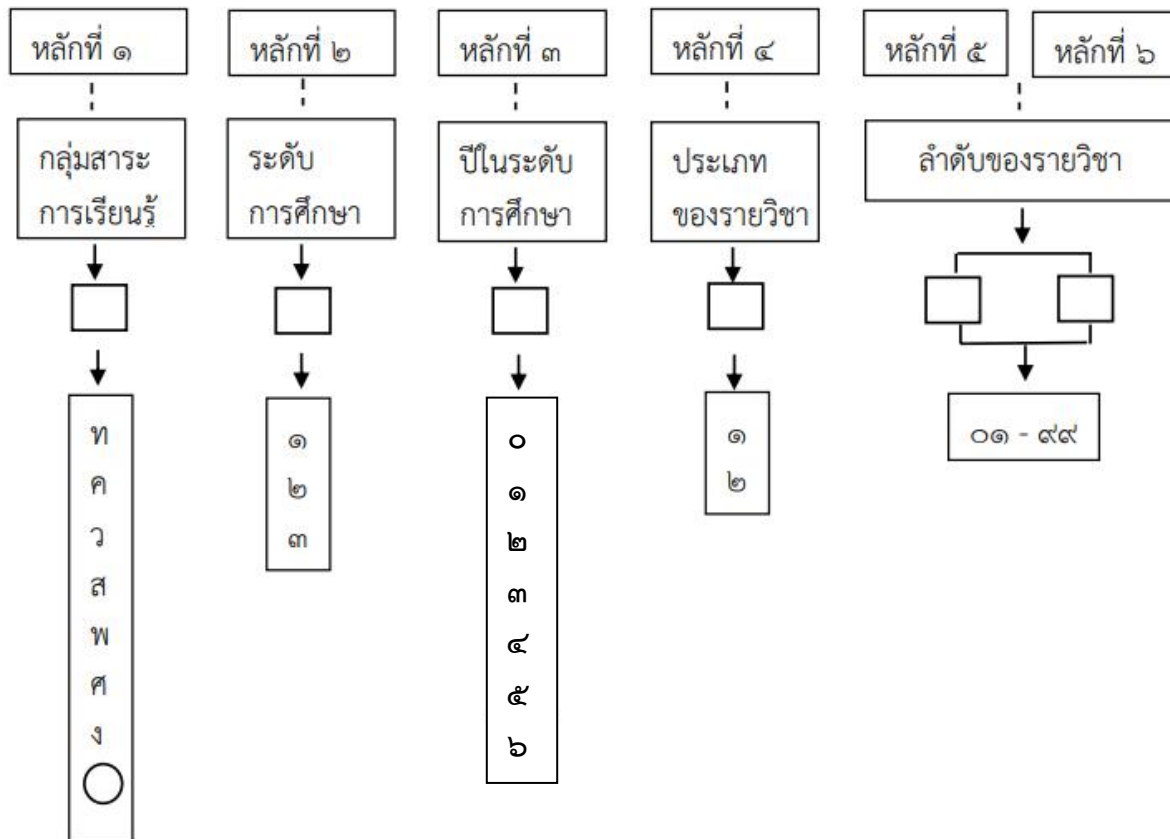 หลักที่ ๑
หลักที่ ๒
หลักที่ ๓
หลักที่ ๔
หลักที่ ๕
หลักที่ ๖
กลุ่มสาระ
การเรียนรู้
ระดับ
การศึกษา
ปีในระดับ
การศึกษา
ประเภท
ของรายวิชา
ลำดับของรายวิชา
ท
ค
ว
ส
พ
ศ
ง
๑
๒
๓
๐
๑
๒
๓
๔
๕
๖
๑
๒
๐๑ - ๙๙